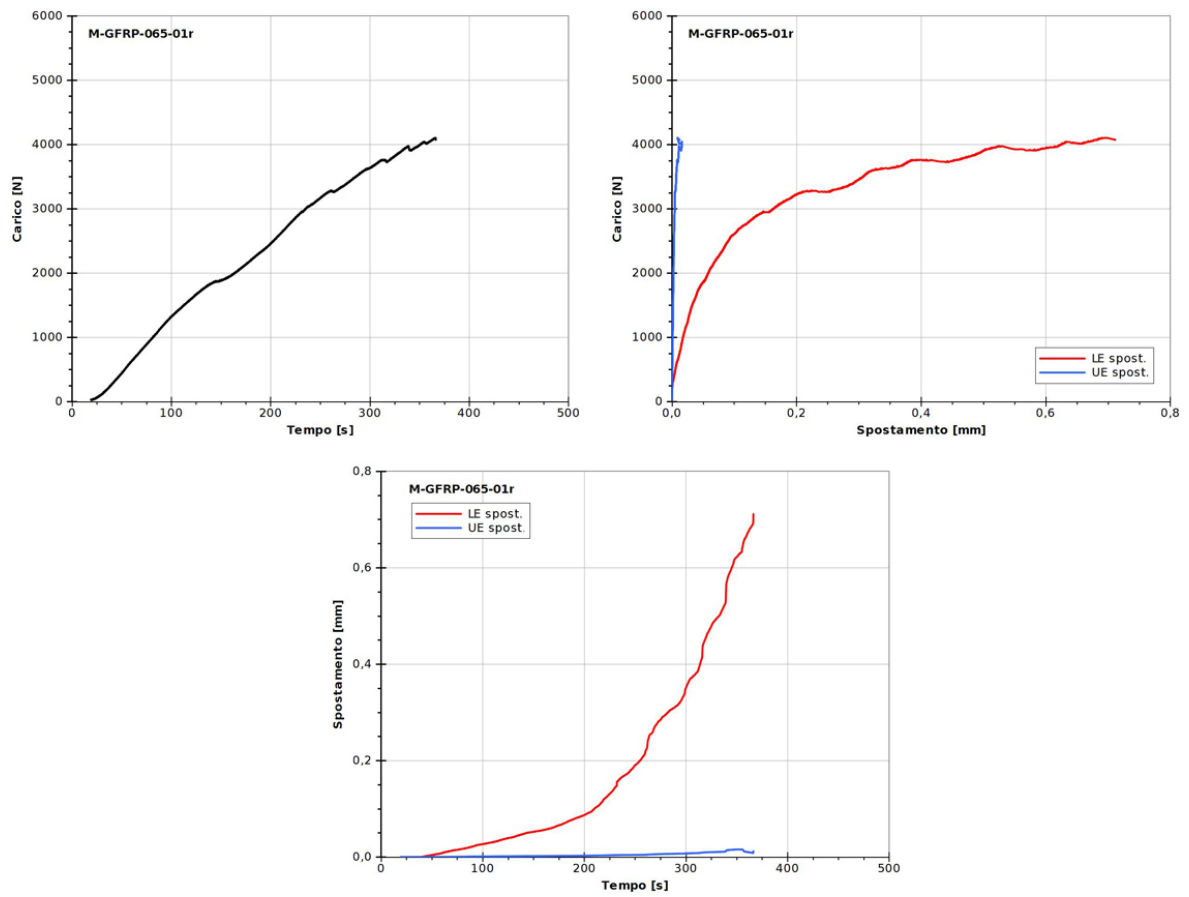 M-GFRP-065-01r
6000
5000
4000
3000
2000
1000
0
Carico [N]
0 100 200 300 400 500
Tempo [s]
M-GFRP-065-01r
6000
5000
4000
3000
2000
1000
0
Carico [N]
LE spost.
UE spost.
0,0 0,2 0,4 0,6 0,8
Spostamento [mm]
M-GFRP-065-01r
LE spost.
UE spost.
0,8
0,6
0,4
0,2
0,0
Spostamento [mm]
0 100 200 300 400 500
Tempo [s]